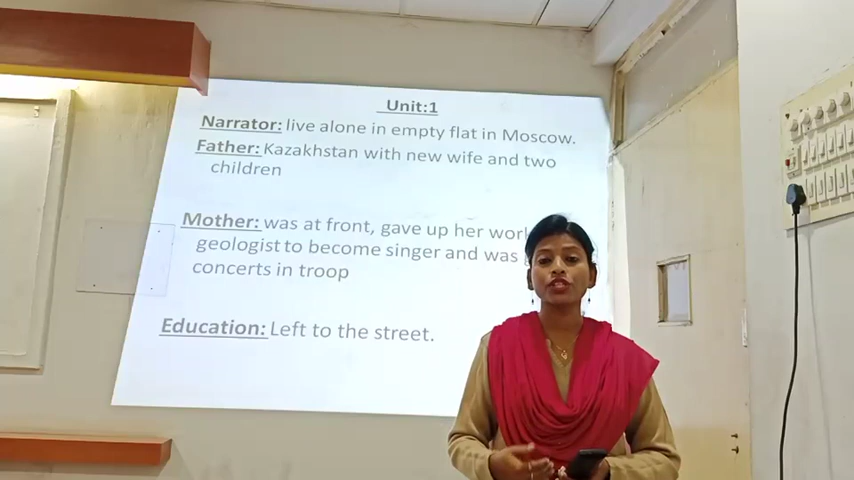 Unit:1
Narrator: live alone in empty flat in Moscow.
Father: Kazakhstan with new wife and two
children
Mother: was at front, gave up her
geologist to become singer and was
concerts in troop
Education: Left to the street.